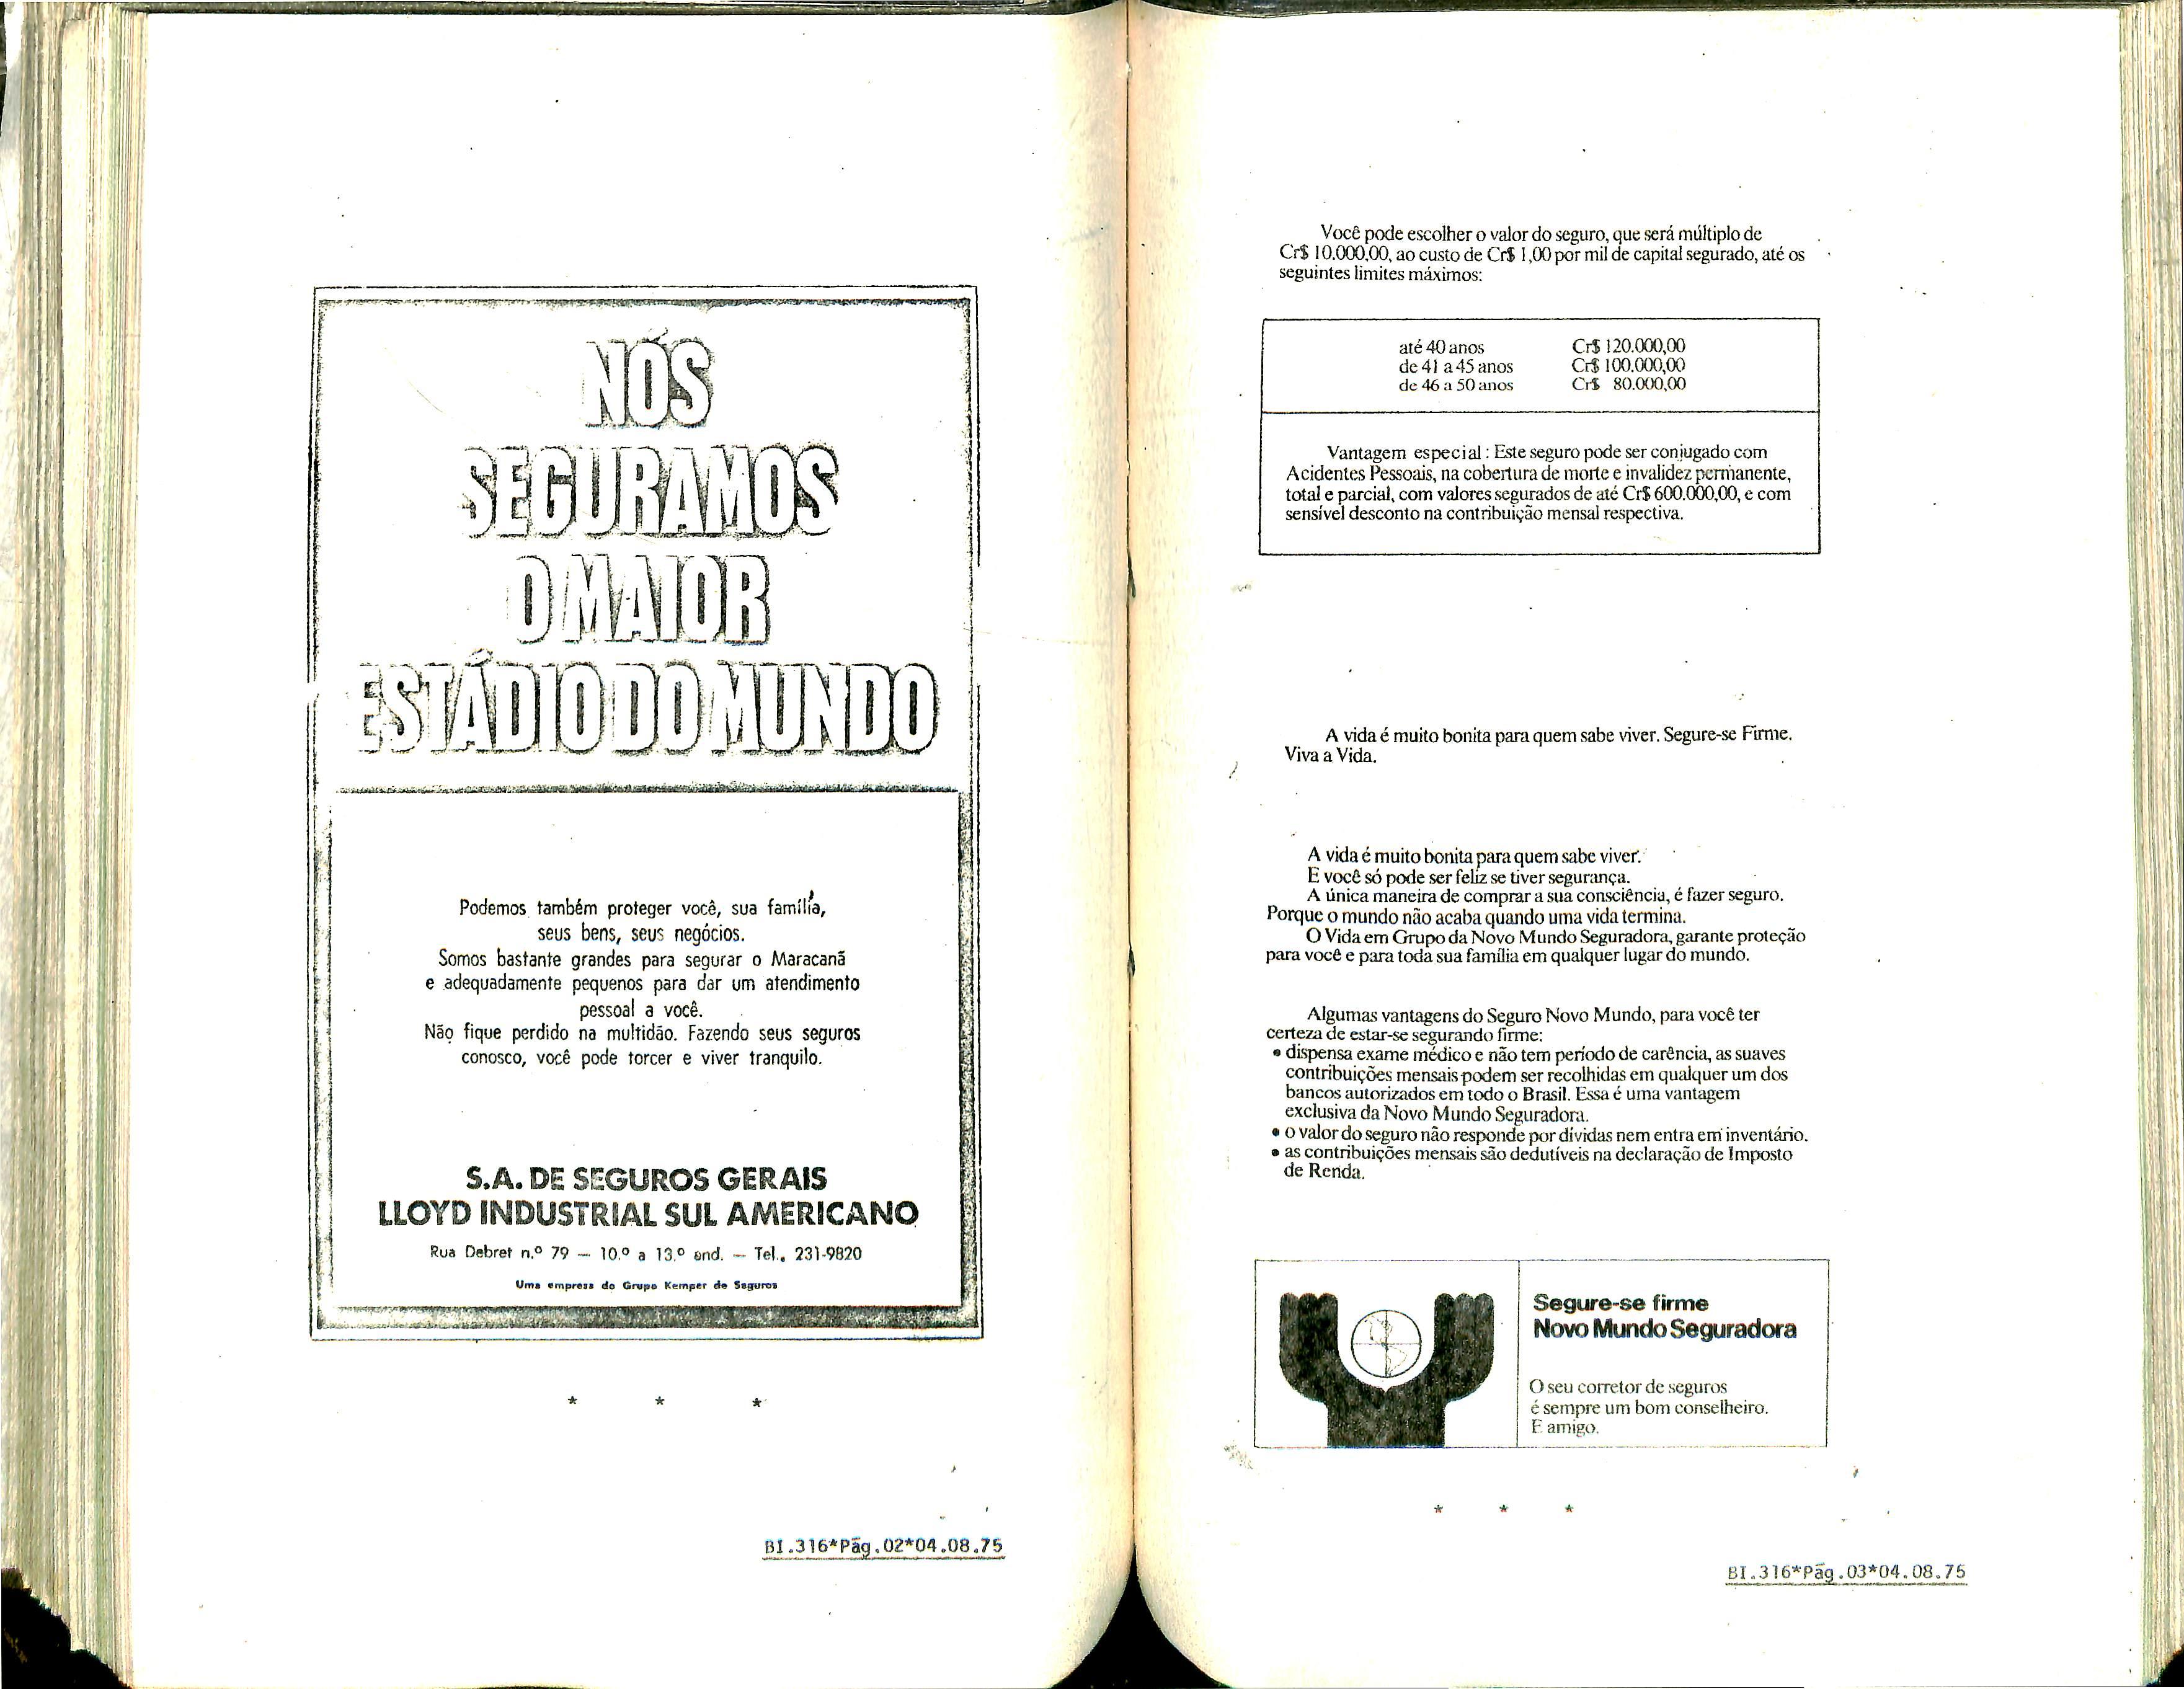 NÓS
SEGURAMOS
O MAIOR
ESTÁDIO DO MUNDO
Podemos também proteger você, sua família,
seus bens, seus negócios.
Somos bastante grandes para segurar o Maracanã
e adequadamente pequenos para dar um atendimento
pessoal a você.
Não fique perdido na multidão. Fazendo seus seguros
conosco, você pode torcer e viver tranquilo.
S.A. DE SEGUROS GERAIS
LLOYD INDUSTRIAL SUL AMERICANO
Rua Debret n.º 79 — 10.º a 13.º and. — Tel. 231-9820
Uma empresa do Grupo Kemper de Seguros
* * *
BI.316*Pág.02*04.08.75
Você pode escolher o valor do seguro, que será múltiplo de
Cr$ 10.000,00, ao custo de Cr$ 1,00 por mil de capital segurado, até os
seguintes limites máximos:
até 40 anos Cr$ 120.000,00
de 41 a 45 anos Cr$ 100.000,00
de 46 a 50 anos Cr$ 80.000,00
Vantagem especial : Este seguro pode ser conjugado com
Acidentes Pessoais, na cobertura de morte e invalidez permanente,
total e parcial, com valores segurados de até Cr$ 600.000,00, e com
sensível desconto na contribuição mensal respectiva.
A vida é muito bonita para quem sabe viver. Segure-se Firme.
Viva a Vida.
A vida é muito bonita para quem sabe viver.
E você só pode ser feliz se tiver segurança.
A única maneira de comprar a sua consciência, é fazer seguro.
Porque o mundo não acaba quando uma vida termina.
O Vida em Grupo da Novo Mundo Seguradora, garante proteção
para você e para toda sua família em qualquer lugar do mundo.
Algumas vantagens do Seguro Novo Mundo, para você ter
certeza de estar-se segurando firme:
• dispensa exame médico e não tem período de carência, as suaves
contribuições mensais podem ser recolhidas em qualquer um dos
bancos autorizados em todo o Brasil. Essa é uma vantagem
exclusiva da Novo Mundo Seguradora.
• o valor do seguro não responde por dívidas nem entra em inventário.
• as contribuições mensais são dedutíveis na declaração de Imposto
de Renda.
Segure-se firme
Novo Mundo Seguradora
O seu corretor de seguros
é sempre um bom conselheiro.
E amigo.
* * *
BI.316*Pág.03*04.08.75